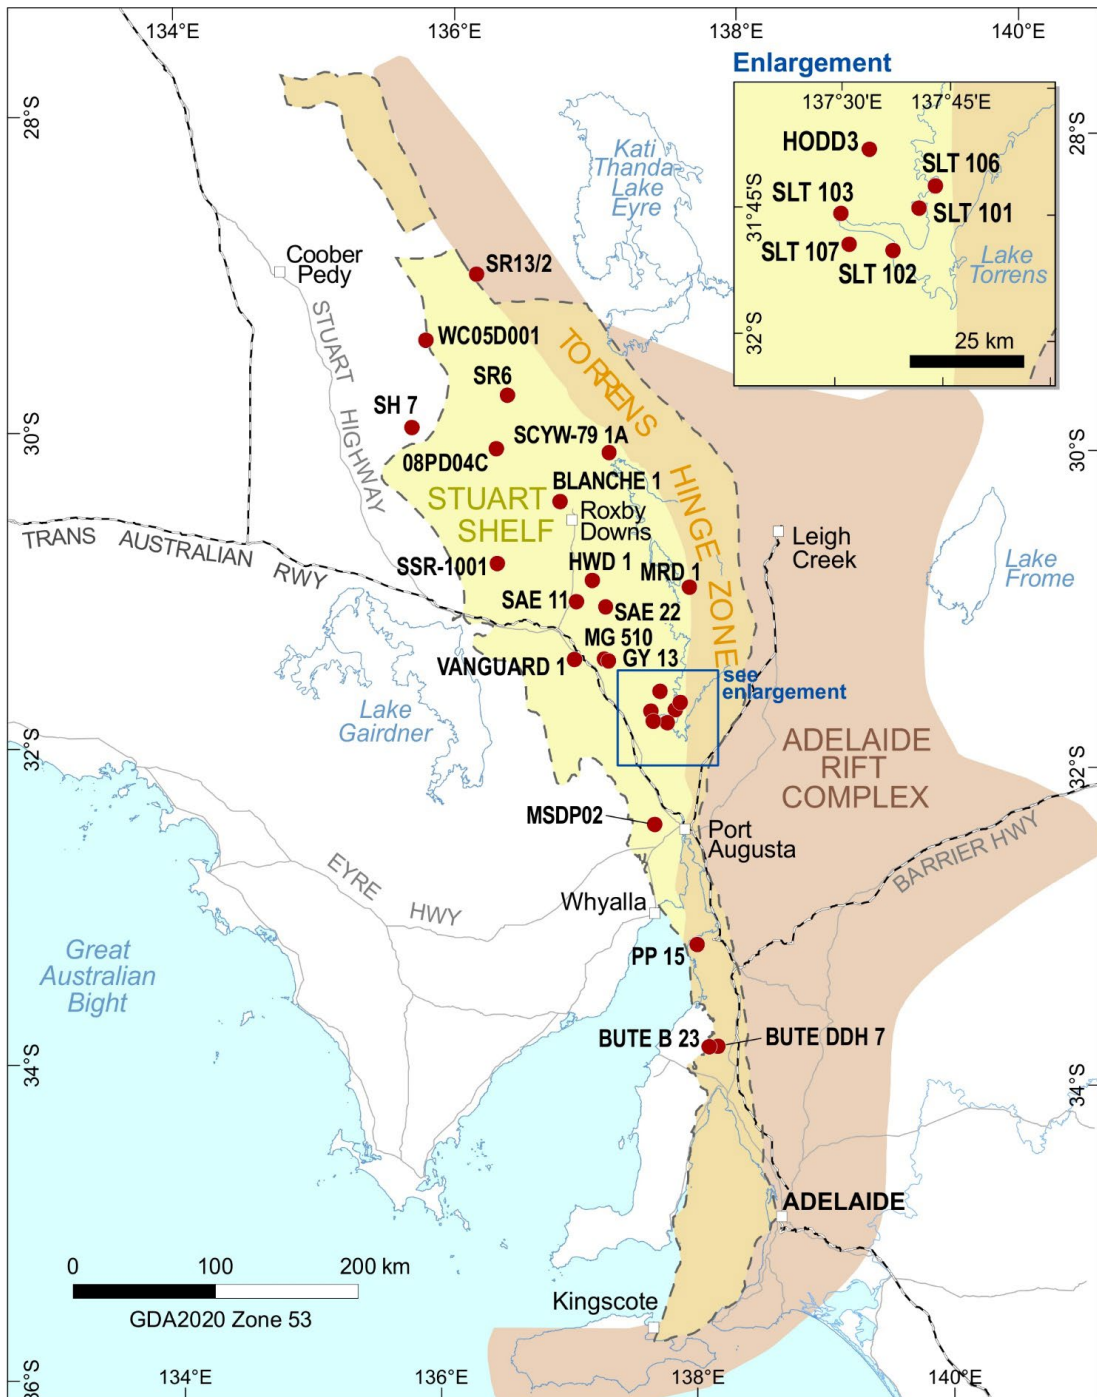 134°E
136°E
138°E
140°E
28°S
28°S
Enlargement
137°30'E
137°45'E
HODD3
SLT 106
SLT 103
31°45'S
SLT 101
SLT 107
SLT 102
Lake
Torrens
32°S
25 km
Kati
Thanda-
Lake
Eyre
Coober
Pedy
SR13/2
STUART HIGHWAY
WC05D001
TORRENS HINGE ZONE
SR6
SH 7
SCYW-79 1A
30°S
30°S
08PD04C
BLANCHE 1
STUART
SHELF
Roxby
Downs
TRANS AUSTRALIAN RWY
Leigh
Creek
Lake
Frome
SSR-1001
HWD 1
MRD 1
SAE 11
SAE 22
MG 510
VANGUARD 1
GY 13
see
enlargement
Lake
Gairdner
32°S
32°S
ADELAIDE
RIFT
COMPLEX
MSDP02
Port
Augusta
BARRIER HWY
EYRE HWY
Whyalla
Great
Australian
Bight
PP 15
BUTE B 23
BUTE DDH 7
34°S
34°S
ADELAIDE
0 100 200 km
GDA2020 Zone 53
Kingscote
36°S
134°E
136°E
138°E
140°E